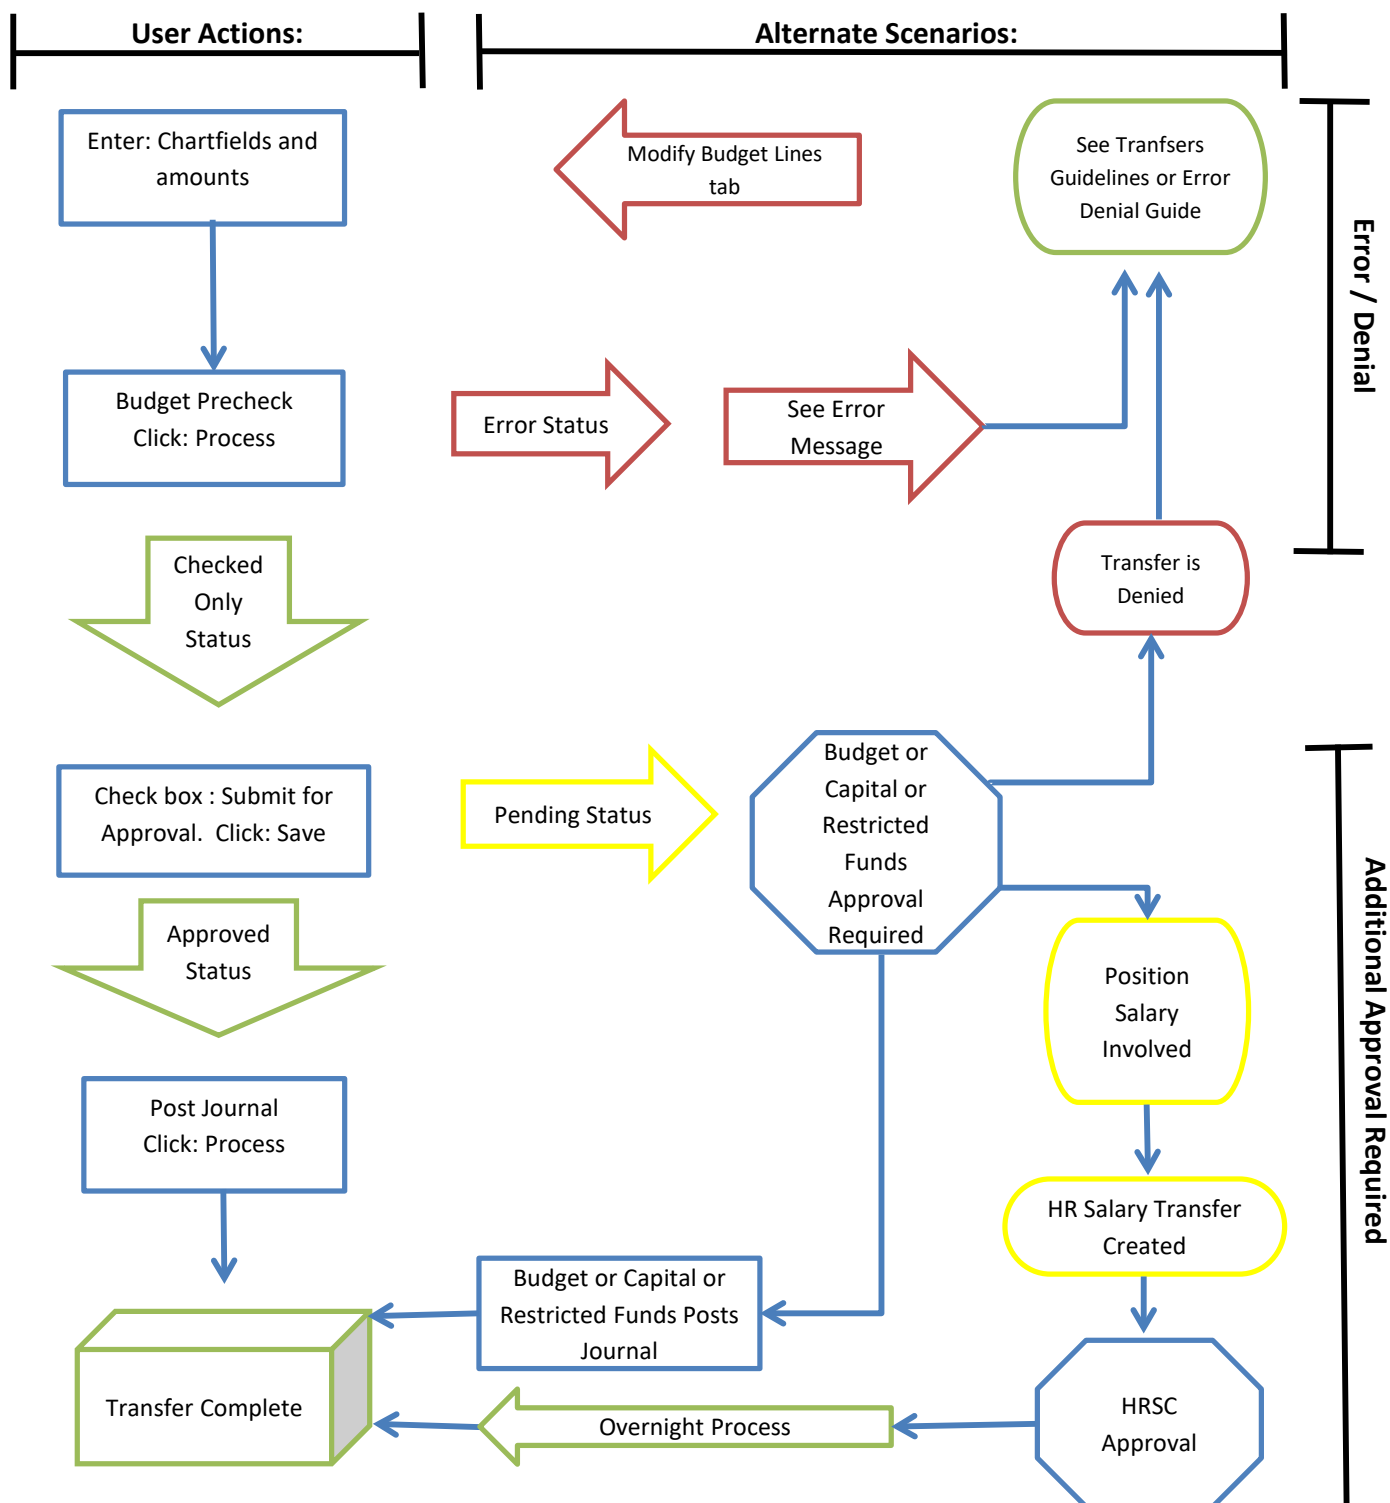 User Actions:
Alternate Scenarios:
Enter: Chartfields and
amounts
Modify Budget Lines
tab
See Tranfsers
Guidelines or Error
Denial Guide
Error / Denial
Budget Precheck
Click: Process
Error Status
See Error
Message
Checked
Only
Status
Transfer is
Denied
Check box : Submit for
Approval.  Click: Save
Pending Status
Budget or
Capital or
Restricted
Funds
Approval
Required
Additional Approval Required
Approved
Status
Position
Salary
Involved
Post Journal
Click: Process
HR Salary Transfer
Created
Budget or Capital or
Restricted Funds Posts
Journal
Transfer Complete
Overnight Process
HRSC
Approval